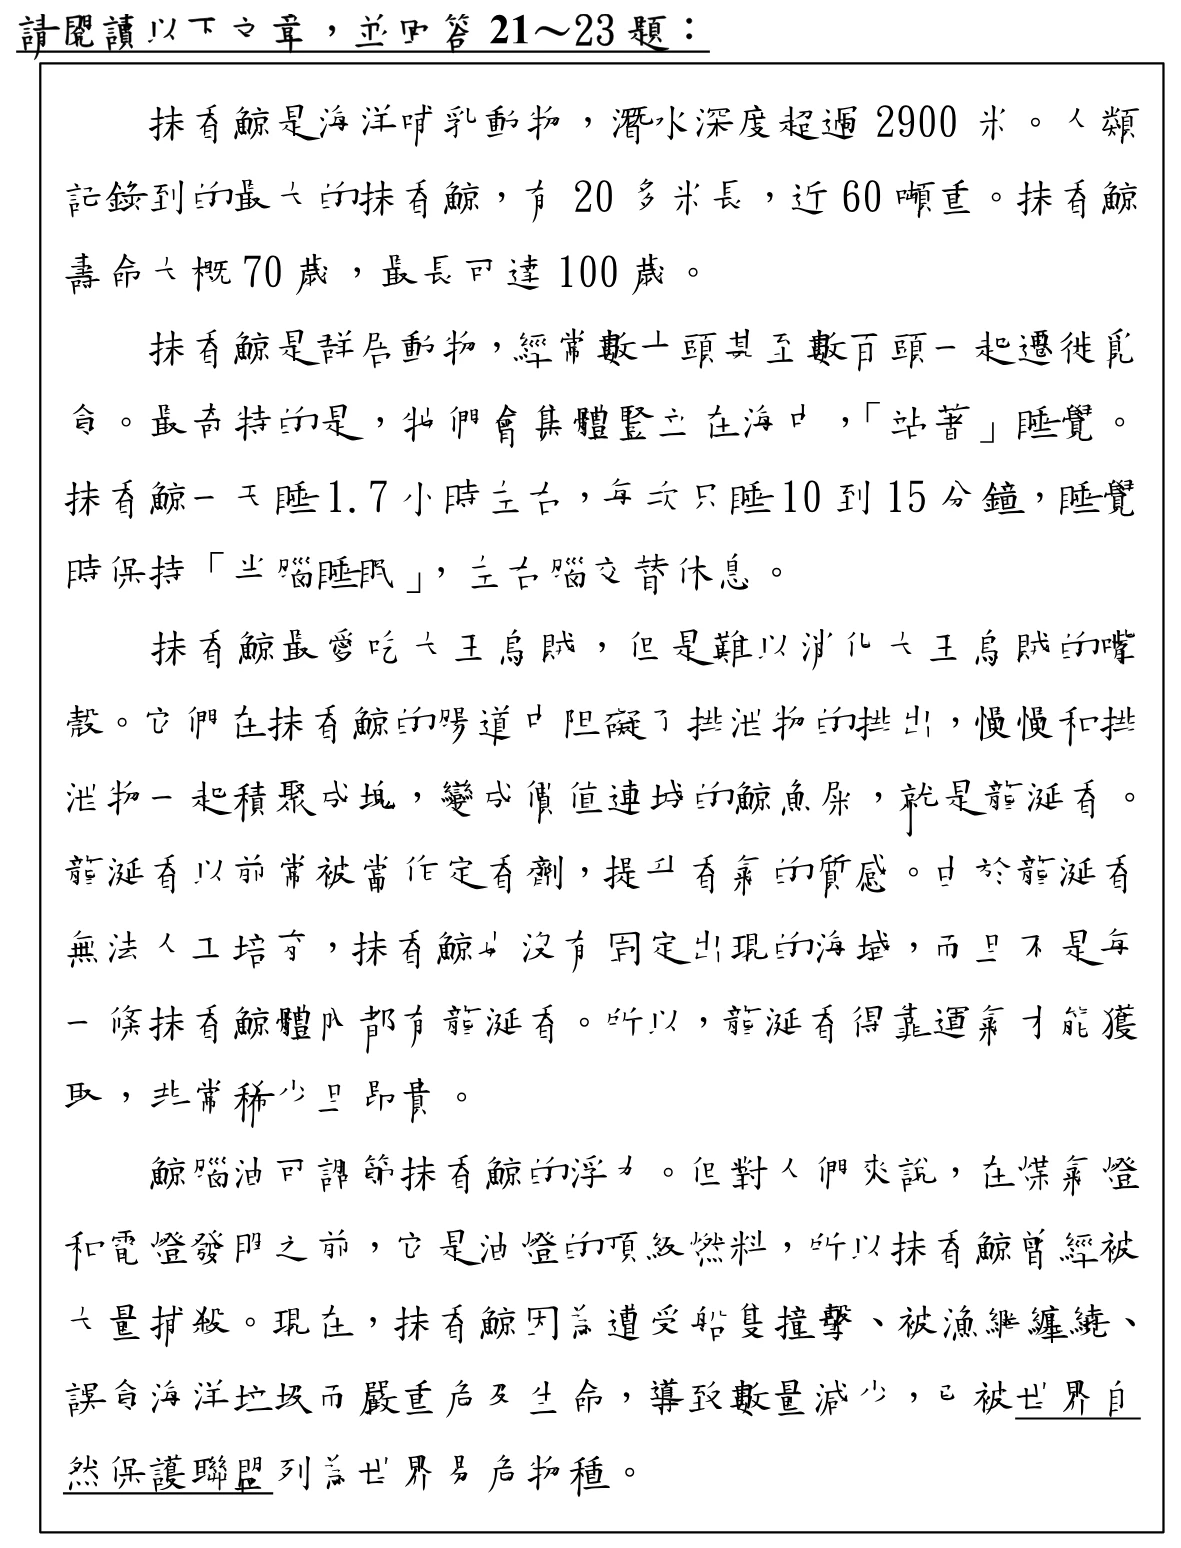 請閱讀以下文章，並回答 21～23 題：
抹香鯨是海洋哺乳動物，潛水深度超過 2900 米。人類
記錄到的最大的抹香鯨，有 20 多米長，近 60 噸重。抹香鯨
壽命大概 70 歲，最長可達 100 歲。
抹香鯨是群居動物，經常數十頭甚至數百頭一起遷徙覓
食。最奇特的是，牠們會集體豎立在海中，「站著」睡覺。
抹香鯨一天睡 1.7 小時左右，每次只睡 10 到 15 分鐘，睡覺
時保持「半腦睡眠」，左右腦交替休息。
抹香鯨最愛吃大王烏賊，但是難以消化大王烏賊的嘴
殼。它們在抹香鯨的腸道中阻礙了排泄物的排出，慢慢和排
泄物一起積聚成塊，變成價值連城的鯨魚屎，就是龍涎香。
龍涎香以前常被當作定香劑，提升香氣的質感。由於龍涎香
無法人工培育，抹香鯨也沒有固定出現的海域，而且不是每
一條抹香鯨體內都有龍涎香。所以，龍涎香得靠運氣才能獲
取，非常稀少且昂貴。
鯨腦油可調節抹香鯨的浮力。但對人們來說，在煤氣燈
和電燈發明之前，它是油燈的頂級燃料，所以抹香鯨曾經被
大量捕殺。現在，抹香鯨因為遭受船隻撞擊、被漁網纏繞、
誤食海洋垃圾而嚴重危及生命，導致數量減少，已被世界自
然保護聯盟列為世界易危物種。